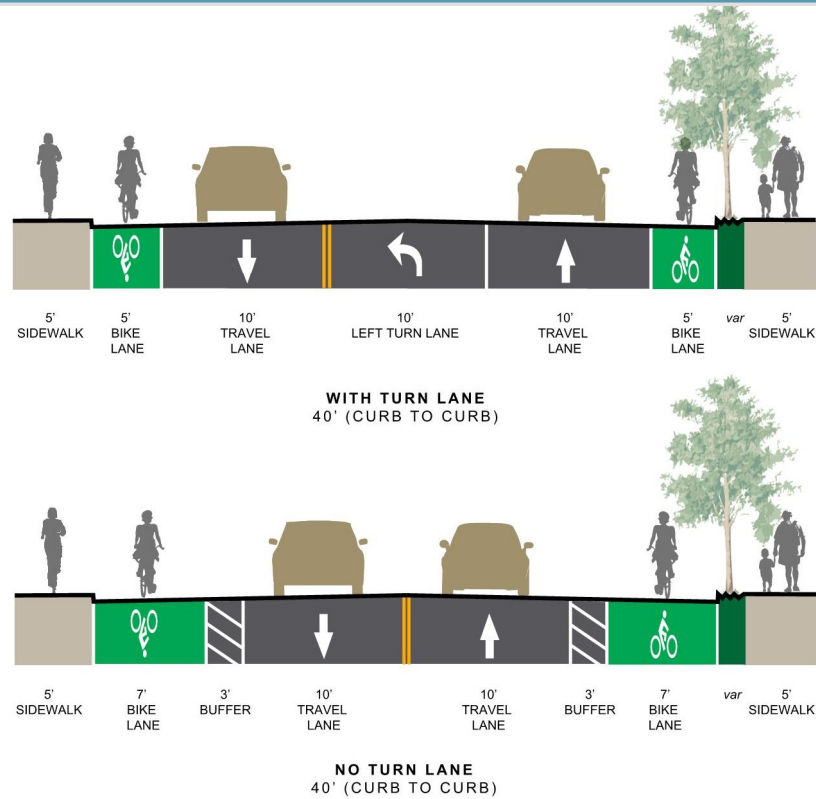 5' 5' 10' 10' 10' 5' var 5'
SIDEWALK BIKE TRAVEL LEFT TURN LANE TRAVEL BIKE SIDEWALK
LANE LANE LANE LANE
WITH TURN LANE
40' (CURB TO CURB)
5' 7' 3' 10' 10' 3' 7' var 5'
SIDEWALK BIKE BUFFER TRAVEL TRAVEL BUFFER BIKE SIDEWALK
LANE LANE LANE LANE
NO TURN LANE
40' (CURB TO CURB)